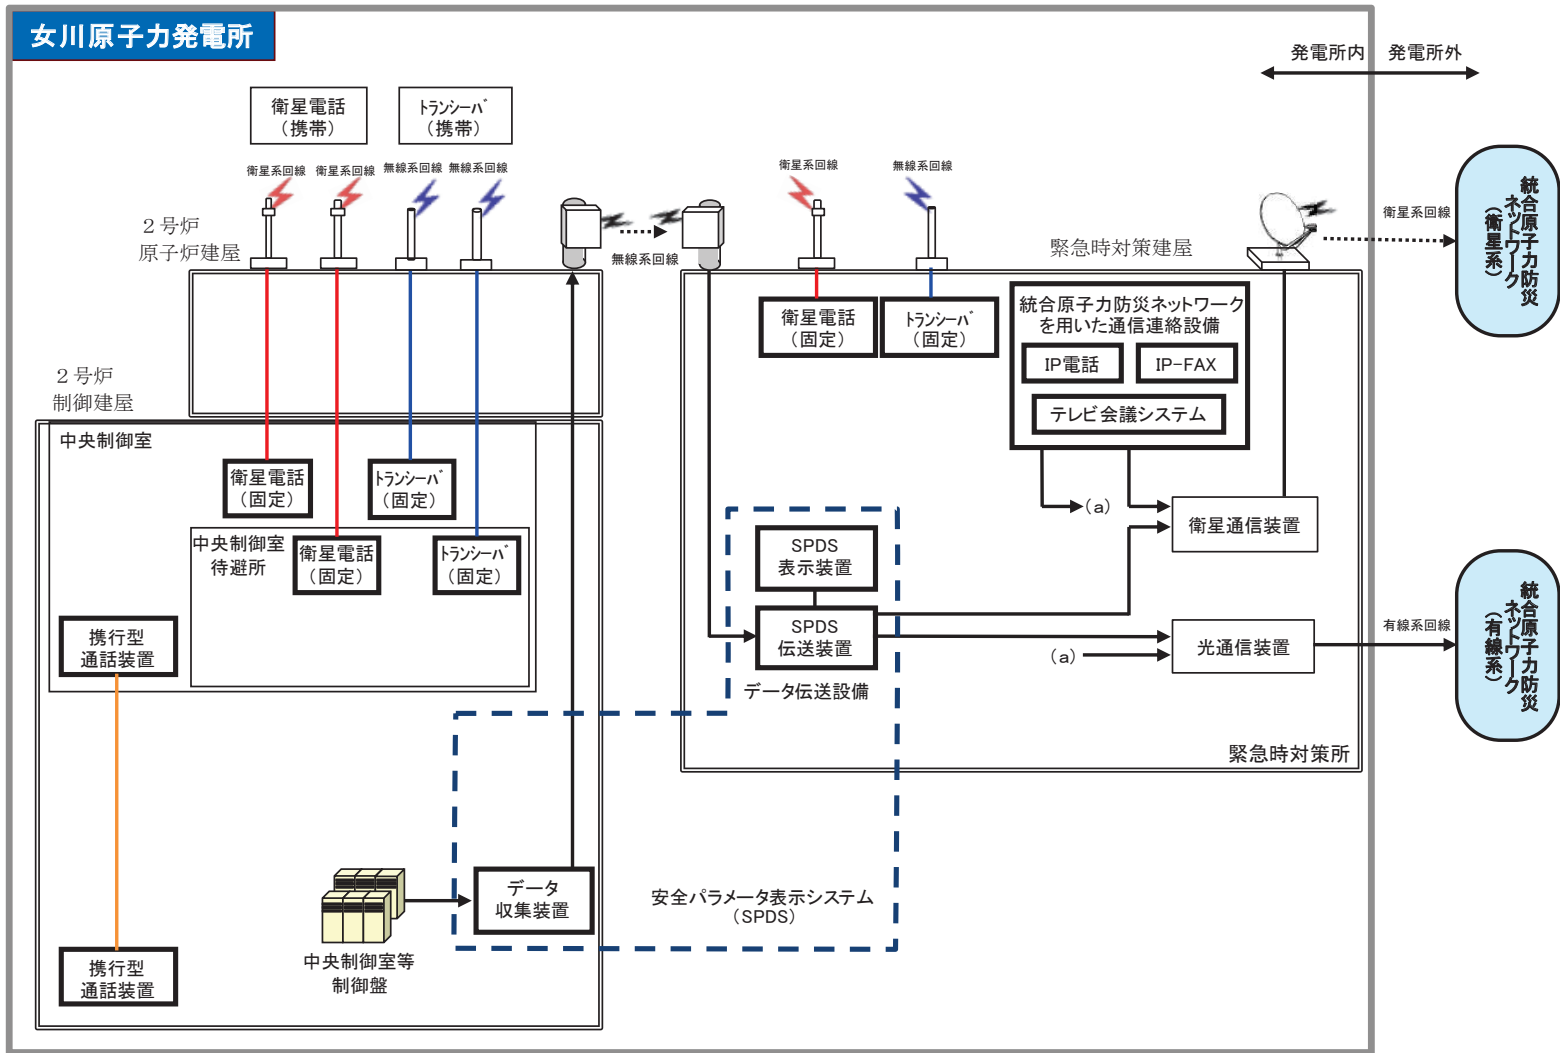 女川原子力発電所
発電所内
発電所外
衛星電話
(携帯)
トランシーバ
(携帯)
衛星系回線
衛星系回線
無線系回線
無線系回線
衛星系回線
無線系回線
衛星系回線
統合原子力防災
ネットワーク
(衛星系)
2号炉
原子炉建屋
無線系回線
緊急時対策建屋
衛星電話
(固定)
トランシーバ
(固定)
統合原子力防災ネットワーク
を用いた通信連絡設備
IP電話
IP-FAX
テレビ会議システム
2号炉
制御建屋
中央制御室
衛星電話
(固定)
トランシーバ
(固定)
(a)
衛星通信装置
中央制御室
待避所
衛星電話
(固定)
トランシーバ
(固定)
SPDS
表示装置
携行型
通話装置
SPDS
伝送装置
(a)
光通信装置
有線系回線
統合原子力防災
ネットワーク
(有線系)
データ伝送設備
緊急時対策所
データ
収集装置
安全パラメータ表示システム
(SPDS)
中央制御室等
制御盤
携行型
通話装置